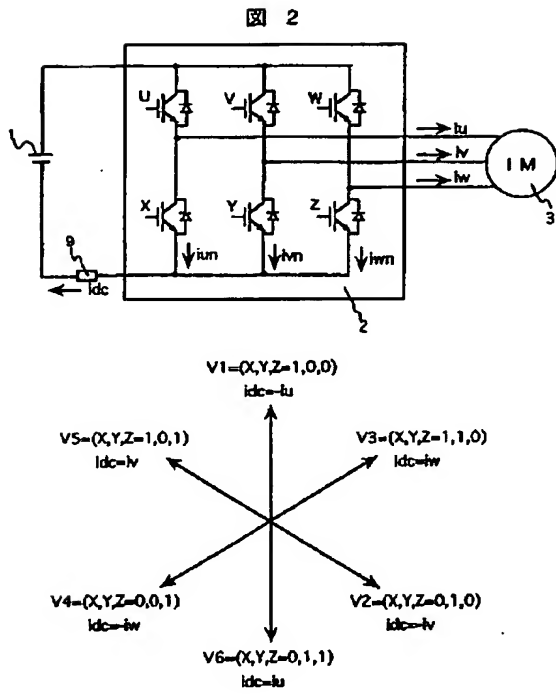 図 2
U V W
iu
1
iv
IM
iw
3
X Y Z
9
iun ivn iwn
idc
2
V1=(X,Y,Z=1,0,0)
idc=-iu
V5=(X,Y,Z=1,0,1) V3=(X,Y,Z=1,1,0)
idc=iv idc=iw
V4=(X,Y,Z=0,0,1) V2=(X,Y,Z=0,1,0)
idc=-iw idc=-iv
V6=(X,Y,Z=0,1,1)
idc=iu